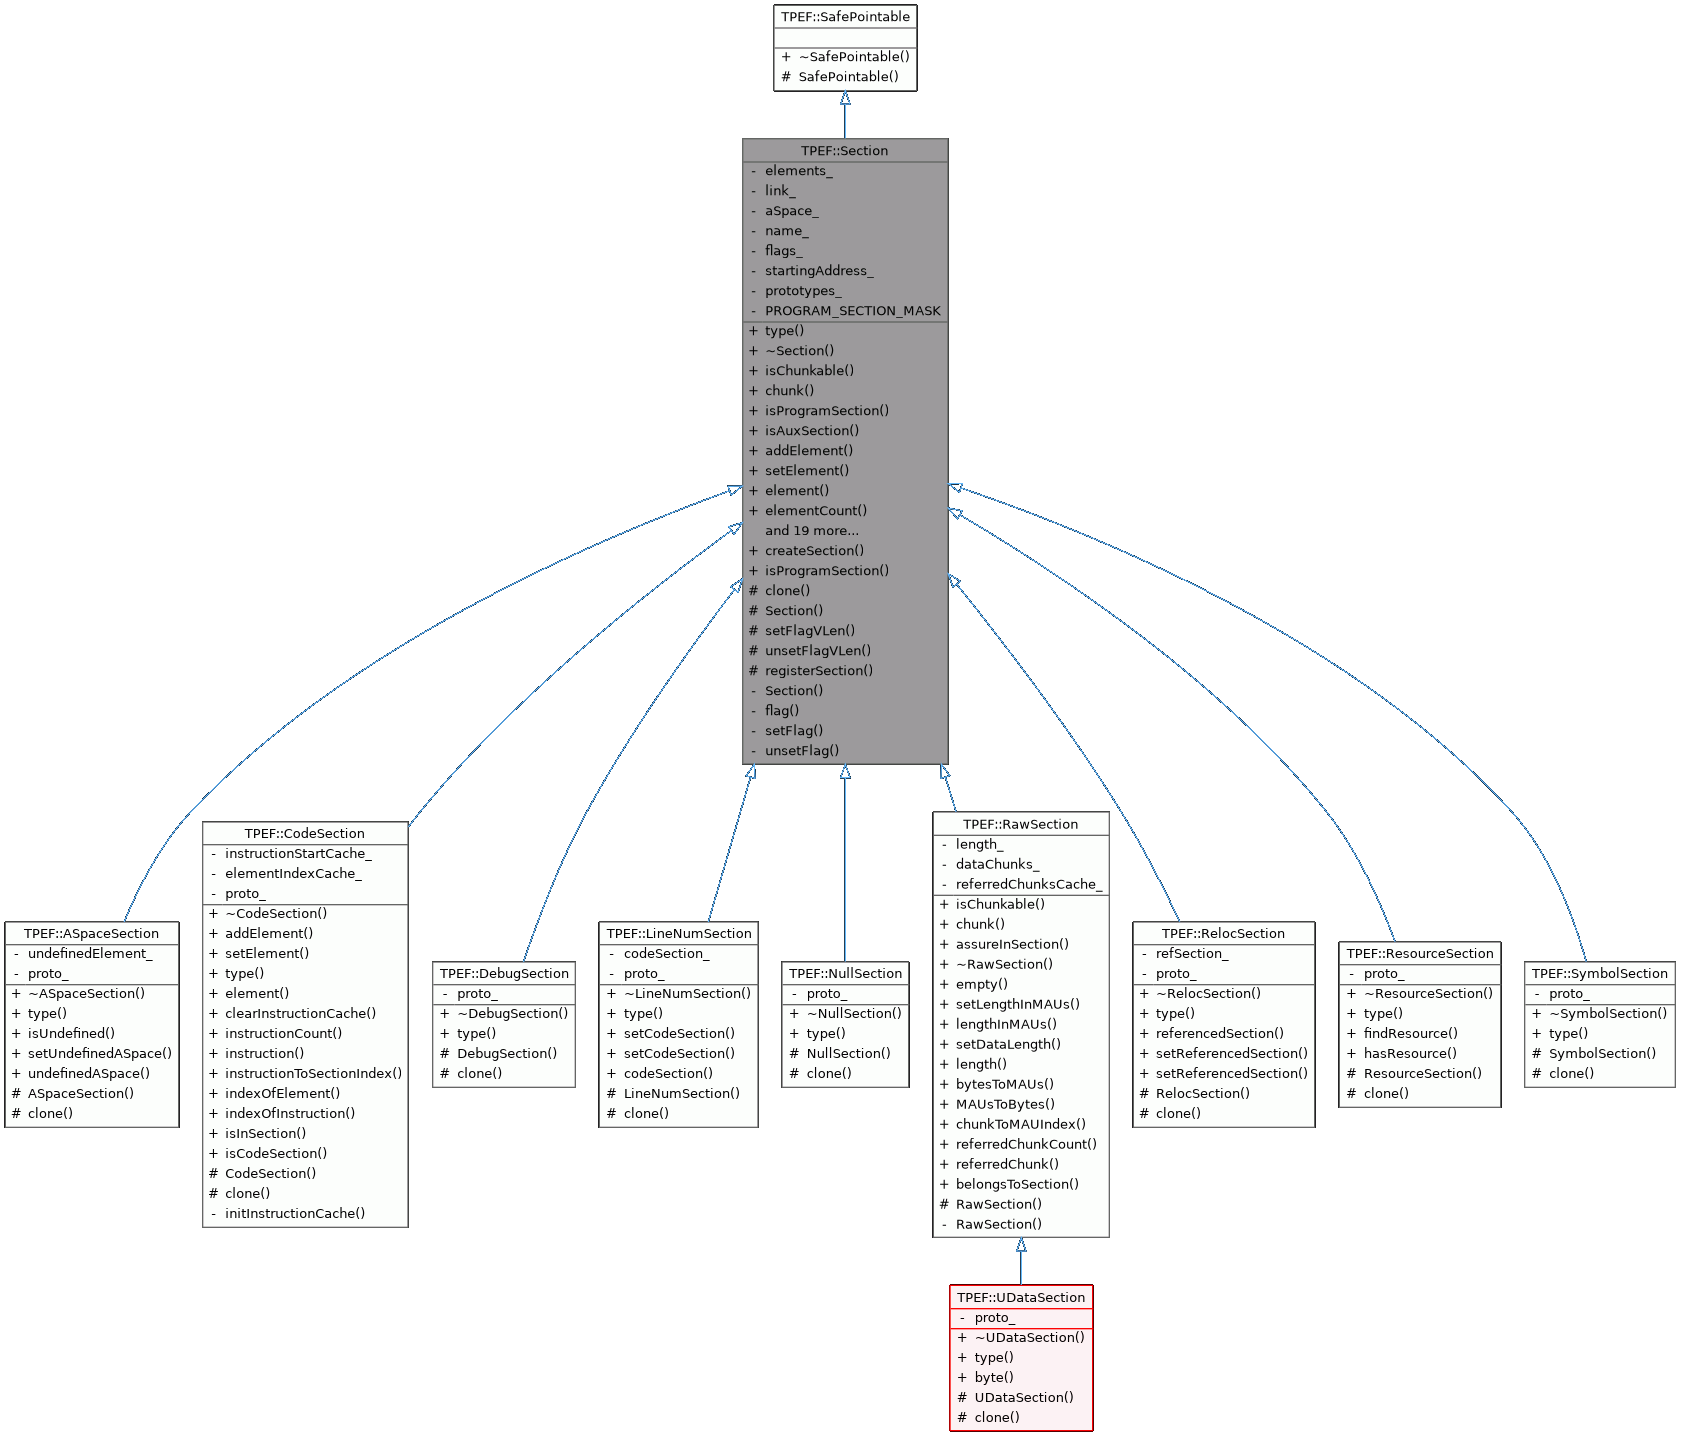 TPEF::SafePointable
+ ~SafePointable()
# SafePointable()
TPEF::Section
- elements_
- link_
- aSpace_
- name_
- flags_
- startingAddress_
- prototypes_
- PROGRAM_SECTION_MASK
+ type()
+ ~Section()
+ isChunkable()
+ chunk()
+ isProgramSection()
+ isAuxSection()
+ addElement()
+ setElement()
+ element()
+ elementCount()
and 19 more...
+ createSection()
+ isProgramSection()
# clone()
# Section()
# setFlagVLen()
# unsetFlagVLen()
# registerSection()
- Section()
- flag()
- setFlag()
- unsetFlag()
TPEF::ASpaceSection
- undefinedElement_
- proto_
+ ~ASpaceSection()
+ type()
+ isUndefined()
+ setUndefinedASpace()
+ undefinedASpace()
# ASpaceSection()
# clone()
TPEF::CodeSection
- instructionStartCache_
- elementIndexCache_
- proto_
+ ~CodeSection()
+ addElement()
+ setElement()
+ type()
+ element()
+ clearInstructionCache()
+ instructionCount()
+ instruction()
+ instructionToSectionIndex()
+ indexOfElement()
+ indexOfInstruction()
+ isInSection()
+ isCodeSection()
# CodeSection()
# clone()
- initInstructionCache()
TPEF::DebugSection
- proto_
+ ~DebugSection()
+ type()
# DebugSection()
# clone()
TPEF::LineNumSection
- codeSection_
- proto_
+ ~LineNumSection()
+ type()
+ setCodeSection()
+ setCodeSection()
+ codeSection()
# LineNumSection()
# clone()
TPEF::NullSection
- proto_
+ ~NullSection()
+ type()
# NullSection()
# clone()
TPEF::RawSection
- length_
- dataChunks_
- referredChunksCache_
+ isChunkable()
+ chunk()
+ assureInSection()
+ ~RawSection()
+ empty()
+ setLengthInMAUs()
+ lengthInMAUs()
+ setDataLength()
+ length()
+ bytesToMAUs()
+ MAUsToBytes()
+ chunkToMAUIndex()
+ referredChunkCount()
+ referredChunk()
+ belongsToSection()
# RawSection()
- RawSection()
TPEF::RelocSection
- refSection_
- proto_
+ ~RelocSection()
+ type()
+ referencedSection()
+ setReferencedSection()
+ setReferencedSection()
# RelocSection()
# clone()
TPEF::ResourceSection
- proto_
+ ~ResourceSection()
+ type()
+ findResource()
+ hasResource()
# ResourceSection()
# clone()
TPEF::SymbolSection
- proto_
+ ~SymbolSection()
+ type()
# SymbolSection()
# clone()
TPEF::UDataSection
- proto_
+ ~UDataSection()
+ type()
+ byte()
# UDataSection()
# clone()